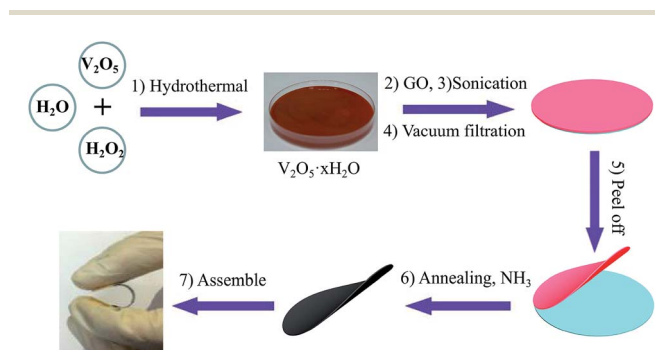 V₂O₅
H₂O
+
H₂O₂
1) Hydrothermal
V₂O₅·xH₂O
2) GO, 3)Sonication
4) Vacuum filtration
5) Peel off
6) Annealing, NH₃
7) Assemble